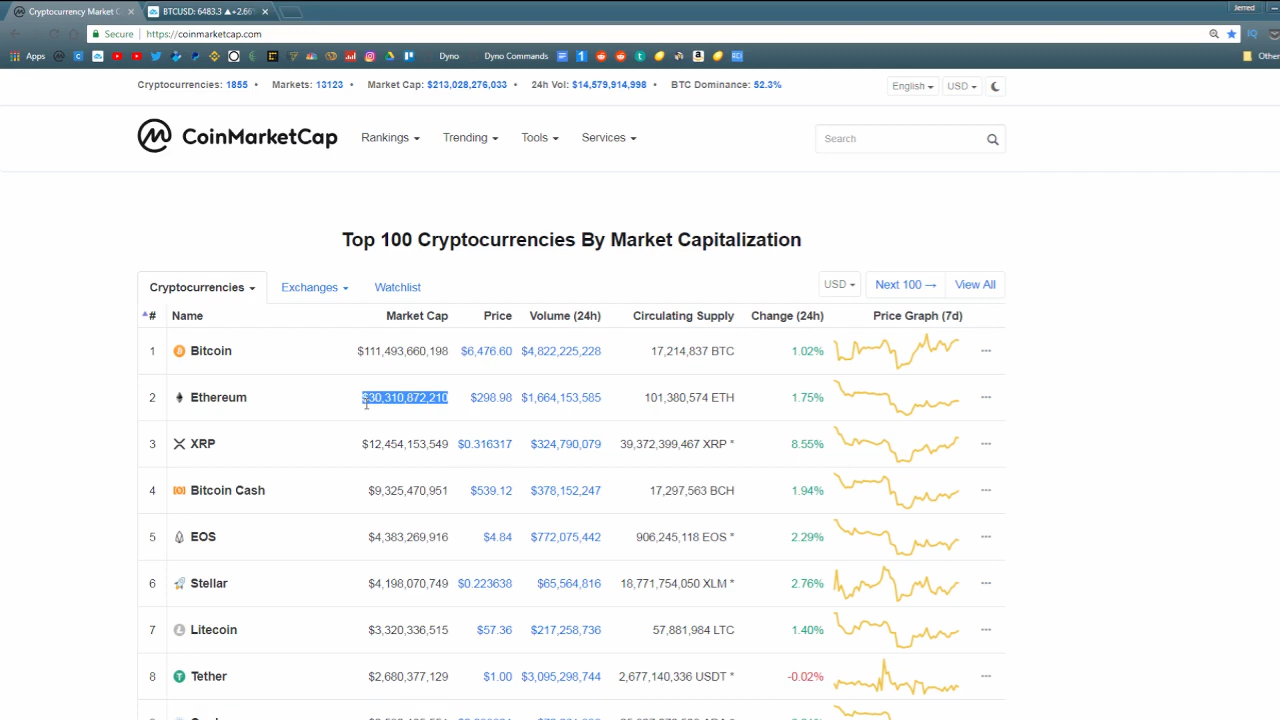 Cryptocurrency Market C
BTCUSD: 6483.3 ▲+2.66
Jerred
Secure https://coinmarketcap.com
Apps Dyno Dyno Commands Other
Cryptocurrencies: 1855 • Markets: 13123 • Market Cap: $213,028,276,033 • 24h Vol: $14,579,914,998 • BTC Dominance: 52.3%
English USD
CoinMarketCap Rankings Trending Tools Services Search
Top 100 Cryptocurrencies By Market Capitalization
Cryptocurrencies Exchanges Watchlist USD Next 100 → View All
# Name Market Cap Price Volume (24h) Circulating Supply Change (24h) Price Graph (7d)
1 Bitcoin $111,493,660,198 $6,476.60 $4,822,225,228 17,214,837 BTC 1.02%
2 Ethereum $30,310,872,210 $298.98 $1,664,153,585 101,380,574 ETH 1.75%
3 XRP $12,454,153,549 $0.316317 $324,790,079 39,372,399,467 XRP * 8.55%
4 Bitcoin Cash $9,325,470,951 $539.12 $378,152,247 17,297,563 BCH 1.94%
5 EOS $4,383,269,916 $4.84 $772,075,442 906,245,118 EOS * 2.29%
6 Stellar $4,198,070,749 $0.223638 $65,564,816 18,771,754,050 XLM * 2.76%
7 Litecoin $3,320,336,515 $57.36 $217,258,736 57,881,984 LTC 1.40%
8 Tether $2,680,377,129 $1.00 $3,095,298,744 2,677,140,336 USDT * -0.02%